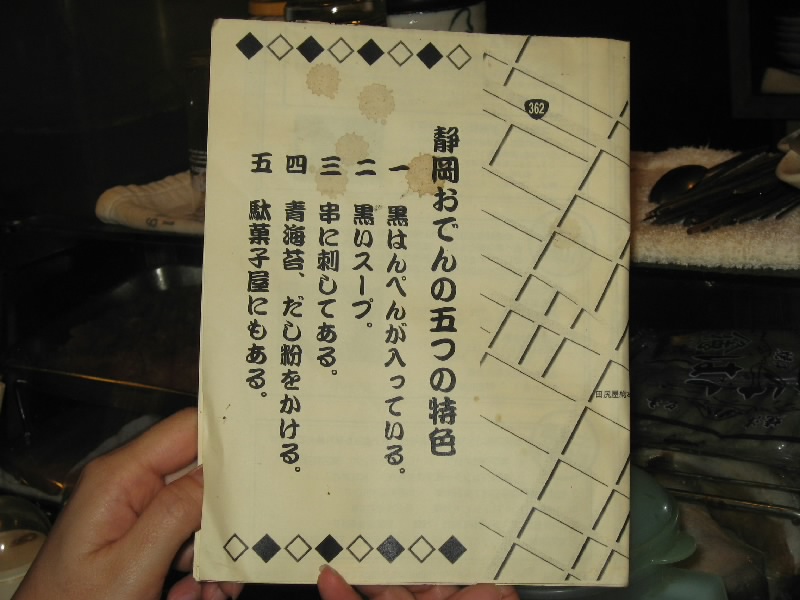 静岡おでんの五つの特色
一 黒はんぺんが入っている。
二 黒いスープ。
三 串に刺してある。
四 青海苔、だし粉をかける。
五 駄菓子屋にもある。
362